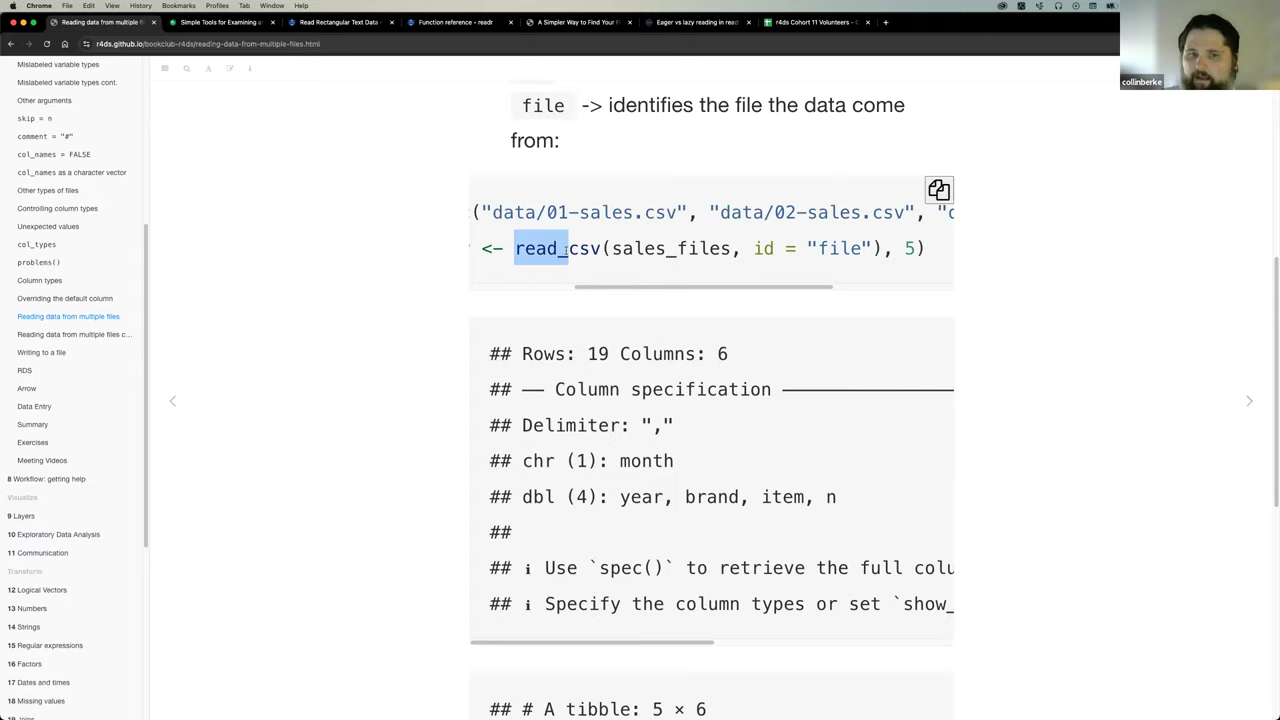 Chrome File Edit View History Bookmarks Profiles Tab Window Help
Reading data from multiple fi
Simple Tools for Examining a
Read Rectangular Text Data
Function reference - readr
A Simpler Way to Find Your F
Eager vs lazy reading in read
r4ds Cohort 11 Volunteers - G
r4ds.github.io/bookclub-r4ds/reading-data-from-multiple-files.html
collinberke
Mislabeled variable types
Mislabeled variable types cont.
Other arguments
skip = n
comment = "#"
col_names = FALSE
col_names as a character vector
Other types of files
Controlling column types
Unexpected values
col_types
problems()
Column types
Overriding the default column
Reading data from multiple files
Reading data from multiple files c...
Writing to a file
RDS
Arrow
Data Entry
Summary
Exercises
Meeting Videos
8 Workflow: getting help
Visualize
9 Layers
10 Exploratory Data Analysis
11 Communication
Transform
12 Logical Vectors
13 Numbers
14 Strings
15 Regular expressions
16 Factors
17 Dates and times
18 Missing values
19 Joins
file -> identifies the file the data come
from:
("data/01-sales.csv", "data/02-sales.csv", "
<- read_csv(sales_files, id = "file"), 5)
## Rows: 19 Columns: 6
## ── Column specification ────────
## Delimiter: ","
## chr (1): month
## dbl (4): year, brand, item, n
##
## ℹ Use `spec()` to retrieve the full colu
## ℹ Specify the column types or set `show_
## # A tibble: 5 × 6